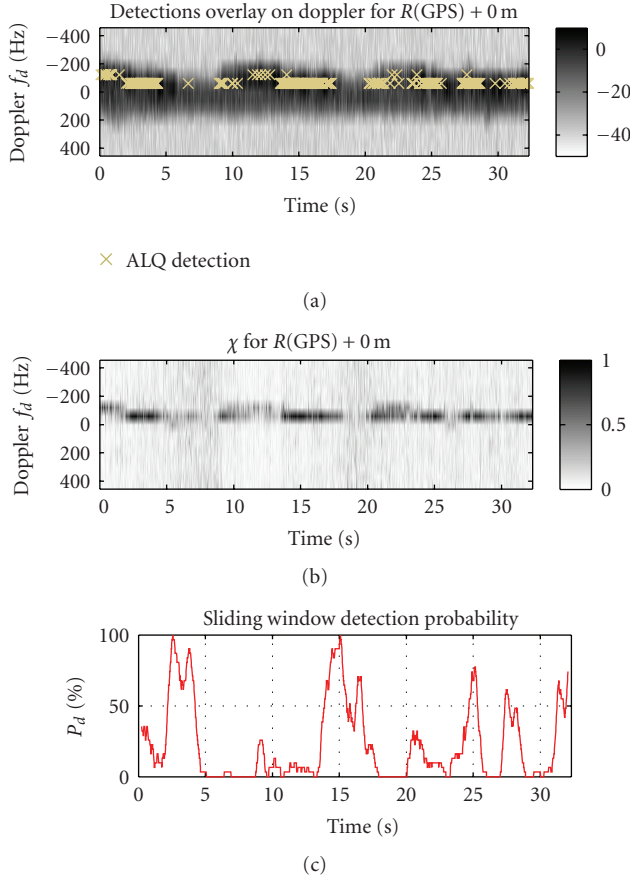 Detections overlay on doppler for R(GPS) + 0 m
Doppler f_d (Hz)
−400
−200
0
200
400
0 5 10 15 20 25 30
Time (s)
0
−20
−40
× ALQ detection
(a)
χ for R(GPS) + 0 m
Doppler f_d (Hz)
−400
−200
0
200
400
0 5 10 15 20 25 30
Time (s)
1
0.5
0
(b)
Sliding window detection probability
P_d (%)
100
50
0
0 5 10 15 20 25 30
Time (s)
(c)